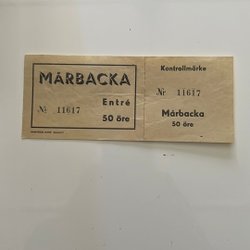 MÅRBACKA
№ 11617
Entré
50 öre
Kontrollmärke
№ 11617
Mårbacka
50 öre